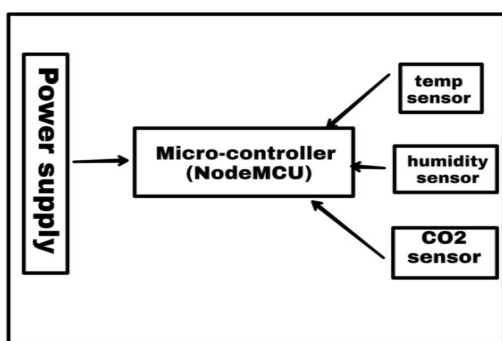 Power supply
Micro-controller
(NodeMCU)
temp
sensor
humidity
sensor
CO2
sensor